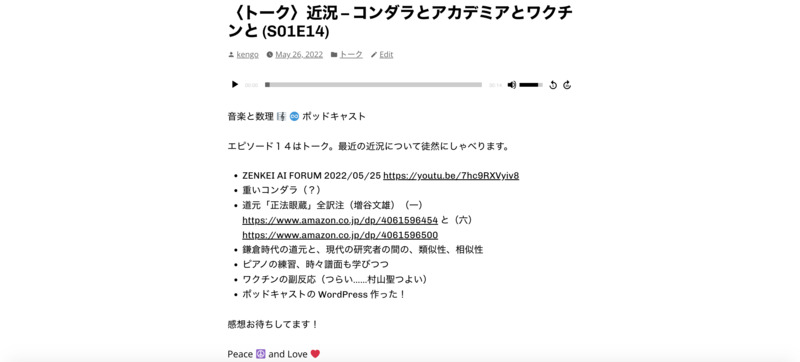 〈トーク〉近況 – コンダラとアカデミアとワクチ
ンと (S01E14)
kengo May 26, 2022 トーク Edit
00:00
音楽と数理 🎼 ♾️ ポッドキャスト
エピソード１４はトーク。最近の近況について徒然にしゃべります。
• ZENKEI AI FORUM 2022/05/25 https://youtu.be/7hc9RXVyiv8
• 重いコンダラ（？）
• 道元「正法眼蔵」全訳注（増谷文雄）（一）
https://www.amazon.co.jp/dp/4061596454 と（六）
https://www.amazon.co.jp/dp/4061596500
• 鎌倉時代の道元と、現代の研究者の間の、類似性、相似性
• ピアノの練習、時々譜面も学びつつ
• ワクチンの副反応（つらい……村山聖つよい）
• ポッドキャストの WordPress 作った！
感想お待ちしてます！
Peace ☮️ and Love ❤️